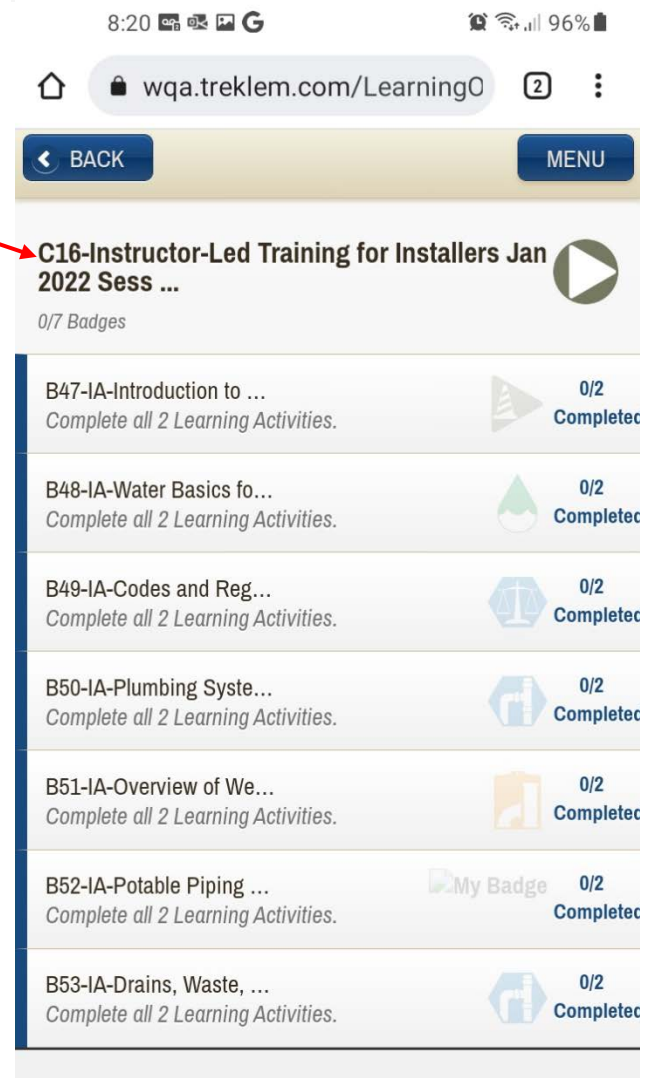 8:20 G 96%
wqa.treklem.com/LearningO 2
BACK MENU
C16-Instructor-Led Training for Installers Jan
2022 Sess ...
0/7 Badges
B47-IA-Introduction to ... 0/2
Complete all 2 Learning Activities. Completed
B48-IA-Water Basics fo... 0/2
Complete all 2 Learning Activities. Completed
B49-IA-Codes and Reg... 0/2
Complete all 2 Learning Activities. Completed
B50-IA-Plumbing Syste... 0/2
Complete all 2 Learning Activities. Completed
B51-IA-Overview of We... 0/2
Complete all 2 Learning Activities. Completed
B52-IA-Potable Piping ... My Badge 0/2
Complete all 2 Learning Activities. Completed
B53-IA-Drains, Waste, ... 0/2
Complete all 2 Learning Activities. Completed